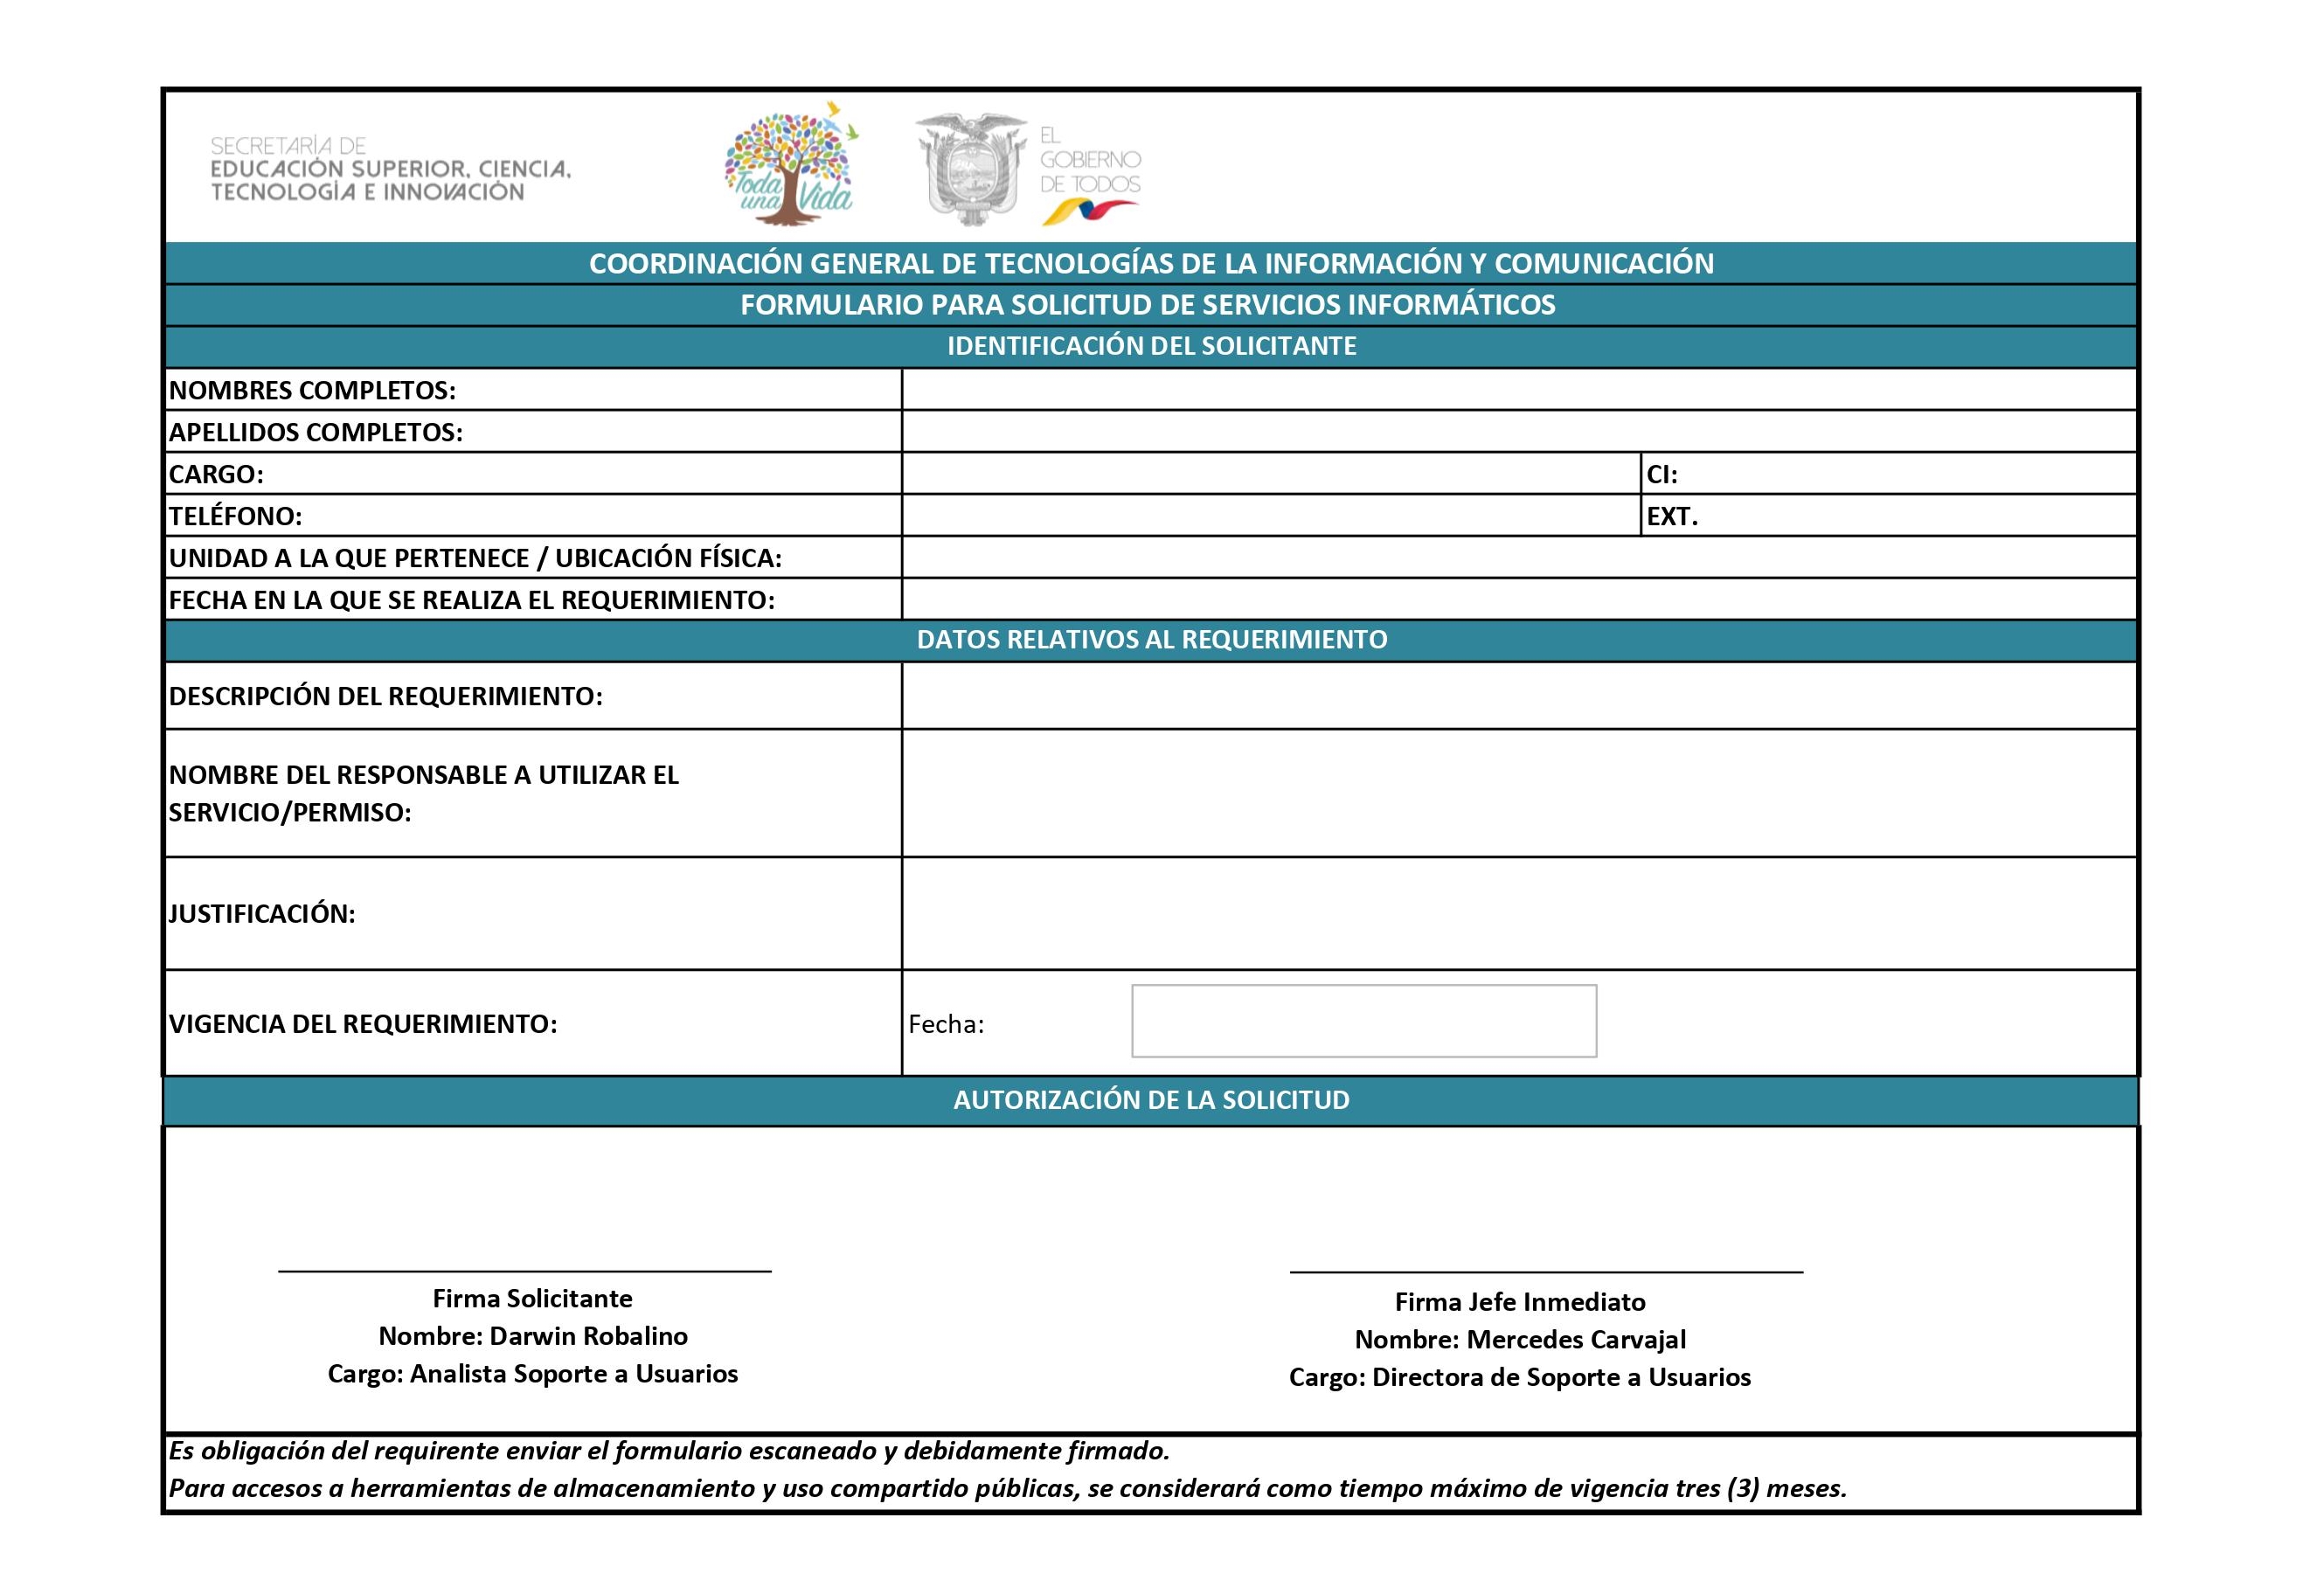 SECRETARÍA DE
EDUCACIÓN SUPERIOR, CIENCIA,
TECNOLOGÍA E INNOVACIÓN
Toda
una Vida
EL
GOBIERNO
DE TODOS
COORDINACIÓN GENERAL DE TECNOLOGÍAS DE LA INFORMACIÓN Y COMUNICACIÓN
FORMULARIO PARA SOLICITUD DE SERVICIOS INFORMÁTICOS
IDENTIFICACIÓN DEL SOLICITANTE
NOMBRES COMPLETOS:
APELLIDOS COMPLETOS:
CARGO: CI:
TELÉFONO: EXT.
UNIDAD A LA QUE PERTENECE / UBICACIÓN FÍSICA:
FECHA EN LA QUE SE REALIZA EL REQUERIMIENTO:
DATOS RELATIVOS AL REQUERIMIENTO
DESCRIPCIÓN DEL REQUERIMIENTO:
NOMBRE DEL RESPONSABLE A UTILIZAR EL
SERVICIO/PERMISO:
JUSTIFICACIÓN:
VIGENCIA DEL REQUERIMIENTO: Fecha:
AUTORIZACIÓN DE LA SOLICITUD
Firma Solicitante
Nombre: Darwin Robalino
Cargo: Analista Soporte a Usuarios
Firma Jefe Inmediato
Nombre: Mercedes Carvajal
Cargo: Directora de Soporte a Usuarios
Es obligación del requirente enviar el formulario escaneado y debidamente firmado.
Para accesos a herramientas de almacenamiento y uso compartido públicas, se considerará como tiempo máximo de vigencia tres (3) meses.